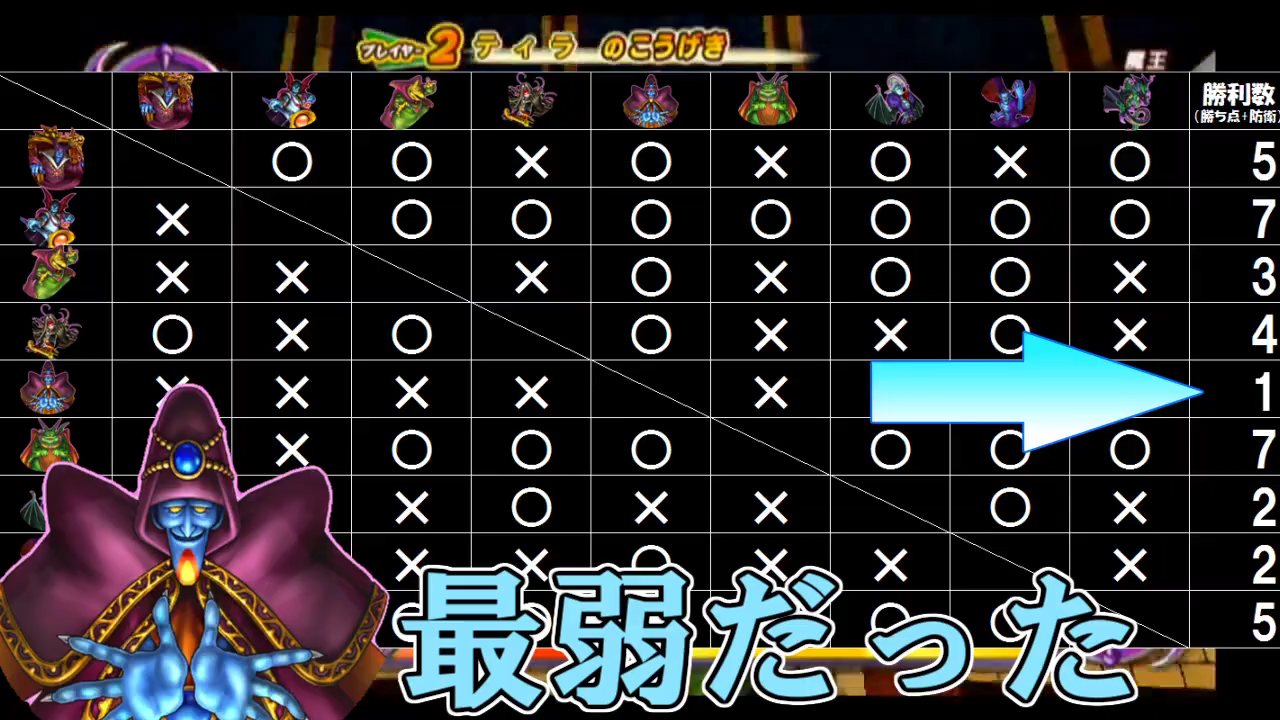 プレイヤー2 ティラ のこうげき
魔王
勝利数
(勝ち点+防衛)
○ ○ × ○ × ○ × ○ 5
× ○ ○ ○ ○ ○ ○ ○ 7
× × × ○ × ○ ○ × 3
○ × ○ ○ × × ○ × 4
× × × × × 1
× ○ ○ ○ ○ ○ ○ 7
× ○ × × ○ × 2
× × ○ × × × 2
5
最弱だった